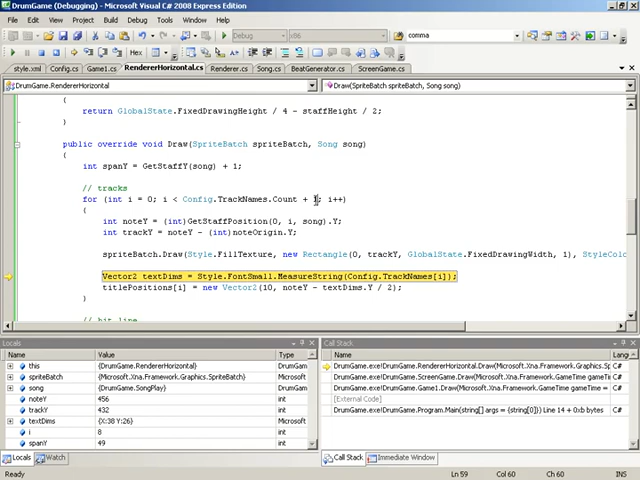 DrumGame (Debugging) - Microsoft Visual C# 2008 Express Edition
File Edit View Project Build Debug Tools Window Help
comma
Hex
style.xml Config.cs Game1.cs RendererHorizontal.cs Renderer.cs Song.cs BeatGenerator.cs ScreenGame.cs
DrumGame.RendererHorizontal Draw(SpriteBatch spriteBatch, Song song)
{
return GlobalState.FixedDrawingHeight / 4 - staffHeight / 2;
}
public override void Draw(SpriteBatch spriteBatch, Song song)
{
int spanY = GetStaffY(song) + 1;
// tracks
for (int i = 0; i < Config.TrackNames.Count + 1; i++)
{
int noteY = (int)GetStaffPosition(0, i, song).Y;
int trackY = noteY - (int)noteOrigin.Y;
spriteBatch.Draw(Style.FillTexture, new Rectangle(0, trackY, GlobalState.FixedDrawingWidth, 1), StyleColo
Vector2 textDims = Style.FontSmall.MeasureString(Config.TrackNames[i]);
titlePositions[i] = new Vector2(10, noteY - textDims.Y / 2);
}
// hit line
Locals
Name Value Type
this {DrumGame.RendererHorizontal} DrumGam
spriteBatch {Microsoft.Xna.Framework.Graphics.SpriteBatch} Microsoft
song {DrumGame.SongPlay} DrumGam
noteY 456 int
trackY 432 int
textDims {X:38 Y:26} Microsoft
i 8 int
spanY 49 int
Locals Watch
Call Stack
Name Lang
DrumGame.exe!DrumGame.RendererHorizontal.Draw(Microsoft.Xna.Framework.Graphics.Sp C#
DrumGame.exe!DrumGame.ScreenGame.Draw(Microsoft.Xna.Framework.GameTime gameTim C#
DrumGame.exe!DrumGame.Game1.Draw(Microsoft.Xna.Framework.GameTime gameTime C#
[External Code]
DrumGame.exe!DrumGame.Program.Main(string[] args = {string[0]}) Line 14 + 0xb bytes C#
Call Stack Immediate Window
Ready Ln 59 Col 60 Ch 60 INS